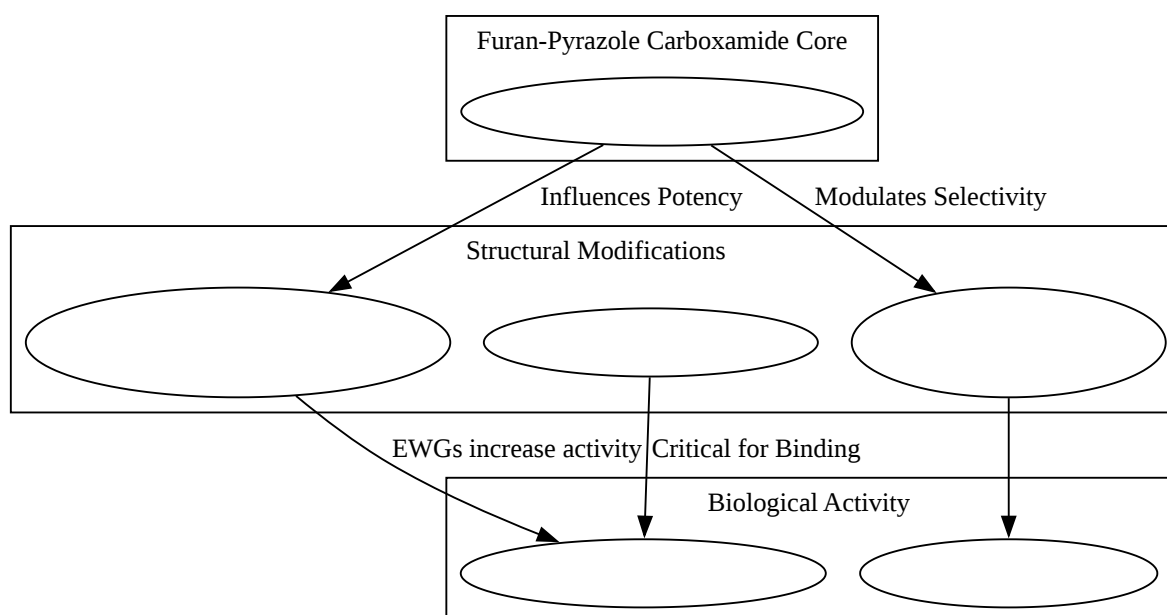 Furan-Pyrazole Carboxamide Core
Influences Potency
Modulates Selectivity
Structural Modifications
EWGs increase activity
Critical for Binding
Biological Activity